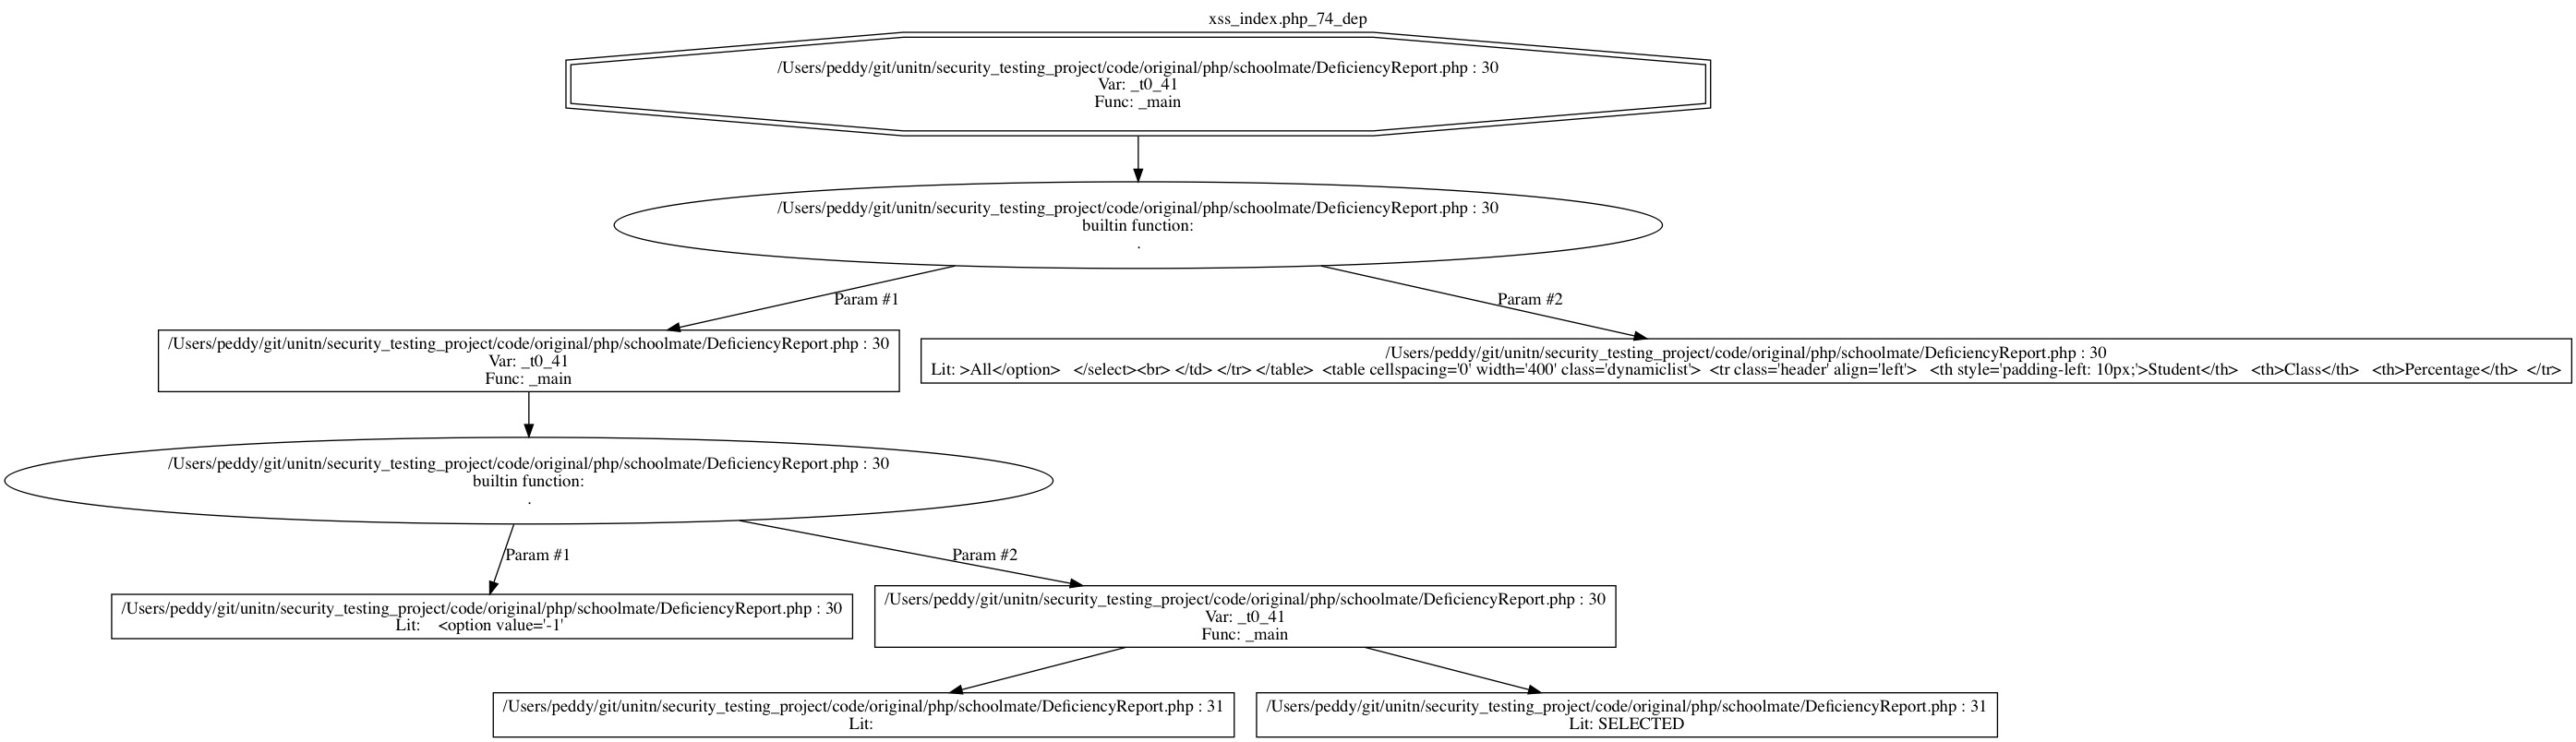 xss_index.php_74_dep
/Users/peddy/git/unitn/security_testing_project/code/original/php/schoolmate/DeficiencyReport.php : 30
Var: _t0_41
Func: _main
/Users/peddy/git/unitn/security_testing_project/code/original/php/schoolmate/DeficiencyReport.php : 30
builtin function:
.
Param #1
Param #2
/Users/peddy/git/unitn/security_testing_project/code/original/php/schoolmate/DeficiencyReport.php : 30
Var: _t0_41
Func: _main
/Users/peddy/git/unitn/security_testing_project/code/original/php/schoolmate/DeficiencyReport.php : 30
Lit: >All</option>   </select><br> </td> </tr> </table>  <table cellspacing='0' width='400' class='dynamiclist'>  <tr class='header' align='left'>   <th style='padding-left: 10px;'>Student</th>   <th>Class</th>   <th>Percentage</th>  </tr>
/Users/peddy/git/unitn/security_testing_project/code/original/php/schoolmate/DeficiencyReport.php : 30
builtin function:
.
Param #1
Param #2
/Users/peddy/git/unitn/security_testing_project/code/original/php/schoolmate/DeficiencyReport.php : 30
Lit:    <option value='-1'
/Users/peddy/git/unitn/security_testing_project/code/original/php/schoolmate/DeficiencyReport.php : 30
Var: _t0_41
Func: _main
/Users/peddy/git/unitn/security_testing_project/code/original/php/schoolmate/DeficiencyReport.php : 31
Lit:
/Users/peddy/git/unitn/security_testing_project/code/original/php/schoolmate/DeficiencyReport.php : 31
Lit: SELECTED